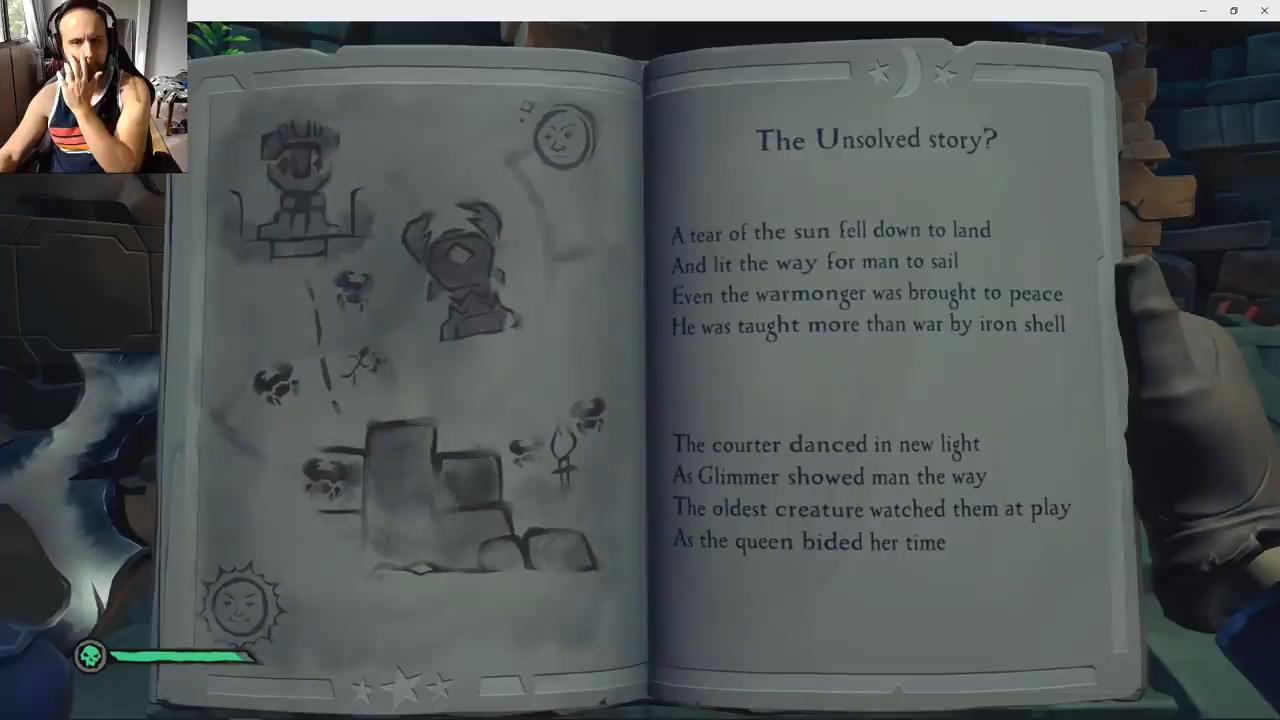 The Unsolved story?
A tear of the sun fell down to land
And lit the way for man to sail
Even the warmonger was brought to peace
He was taught more than war by iron shell
The courter danced in new light
As Glimmer showed man the way
The oldest creature watched them at play
As the queen bided her time